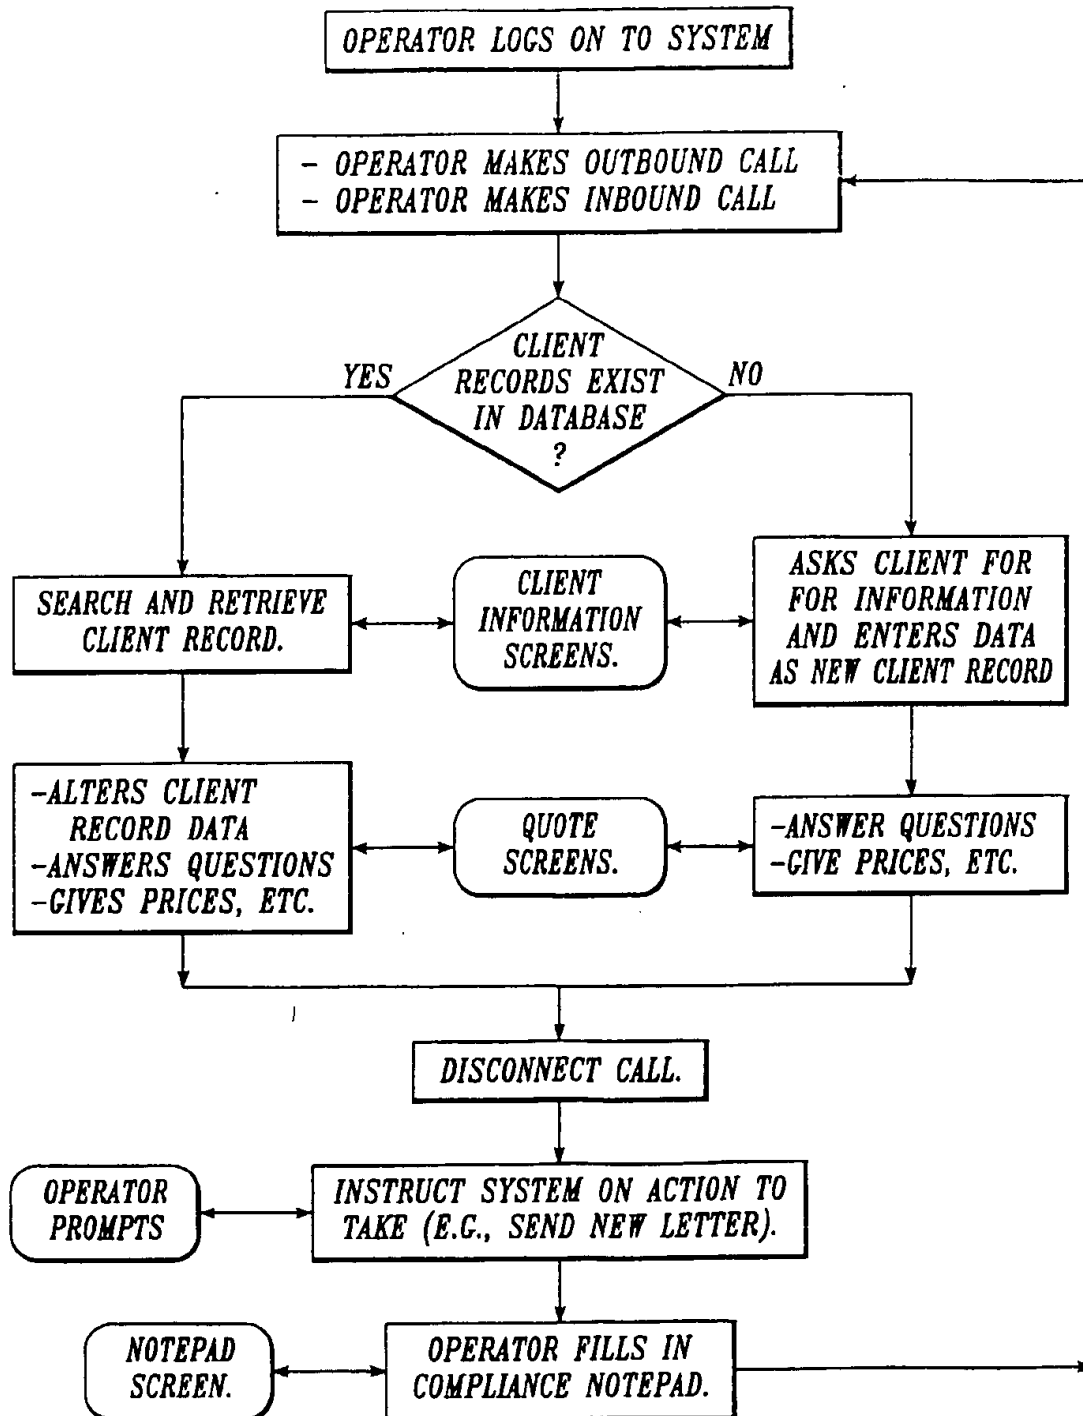 OPERATOR LOGS ON TO SYSTEM
- OPERATOR MAKES OUTBOUND CALL
- OPERATOR MAKES INBOUND CALL
CLIENT
RECORDS EXIST
IN DATABASE
?
YES
NO
SEARCH AND RETRIEVE
CLIENT RECORD.
CLIENT
INFORMATION
SCREENS.
ASKS CLIENT FOR
FOR INFORMATION
AND ENTERS DATA
AS NEW CLIENT RECORD
-ALTERS CLIENT
RECORD DATA
-ANSWERS QUESTIONS
-GIVES PRICES, ETC.
QUOTE
SCREENS.
-ANSWER QUESTIONS
-GIVE PRICES, ETC.
DISCONNECT CALL.
OPERATOR
PROMPTS
INSTRUCT SYSTEM ON ACTION TO
TAKE (E.G., SEND NEW LETTER).
NOTEPAD
SCREEN.
OPERATOR FILLS IN
COMPLIANCE NOTEPAD.